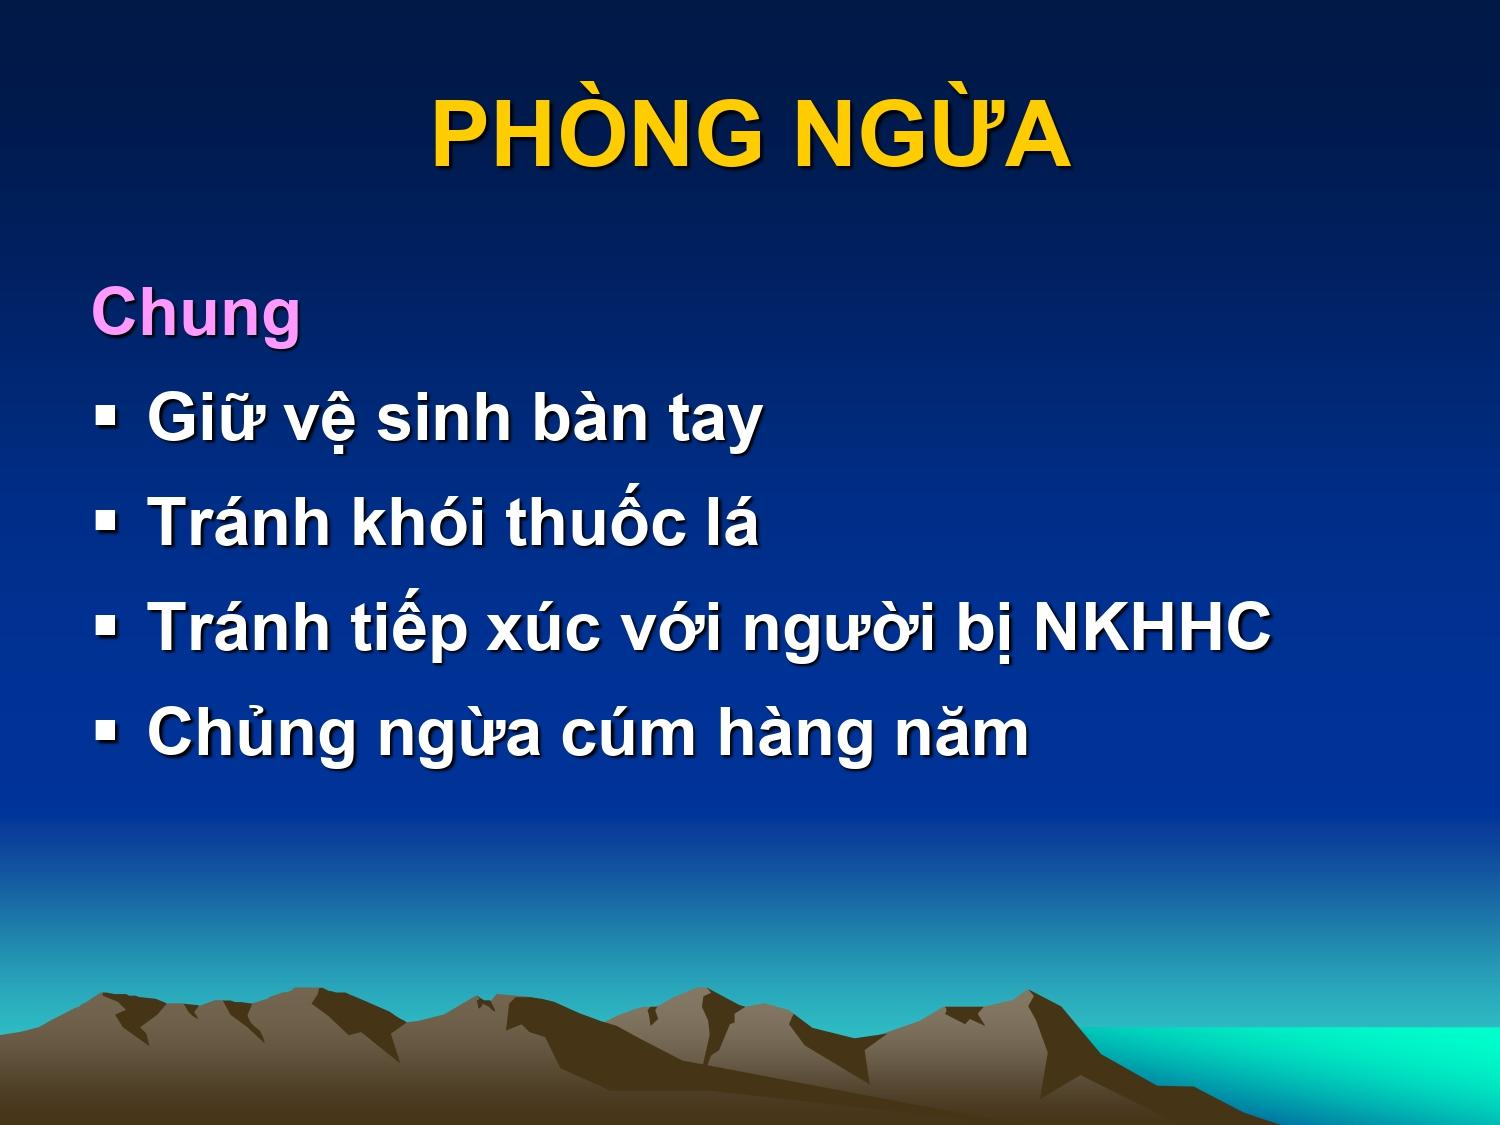 PHÒNG NGỪA
Chung
▪ Giữ vệ sinh bàn tay
▪ Tránh khói thuốc lá
▪ Tránh tiếp xúc với người bị NKHHC
▪ Chủng ngừa cúm hàng năm